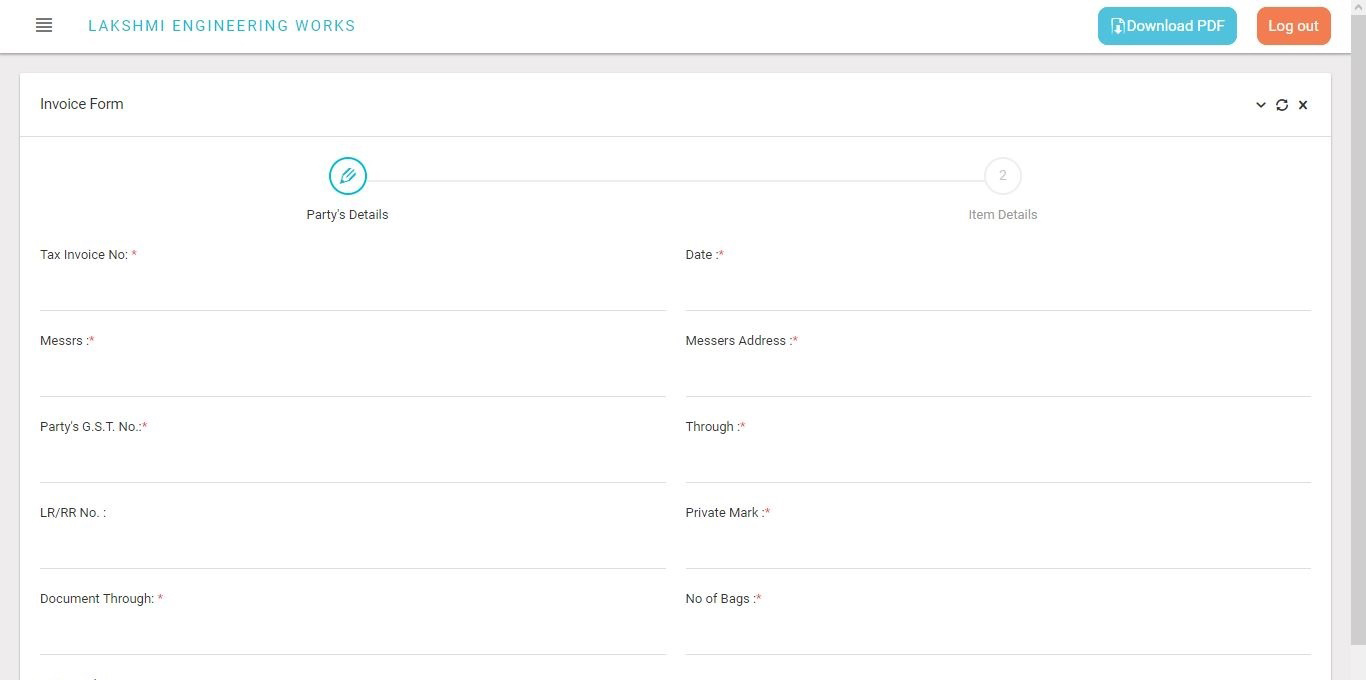 LAKSHMI ENGINEERING WORKS
Download PDF
Log out
Invoice Form
2
Party's Details
Item Details
Tax Invoice No: *
Date :*
Messrs :*
Messers Address :*
Party's G.S.T. No.:*
Through :*
LR/RR No. :
Private Mark :*
Document Through: *
No of Bags :*